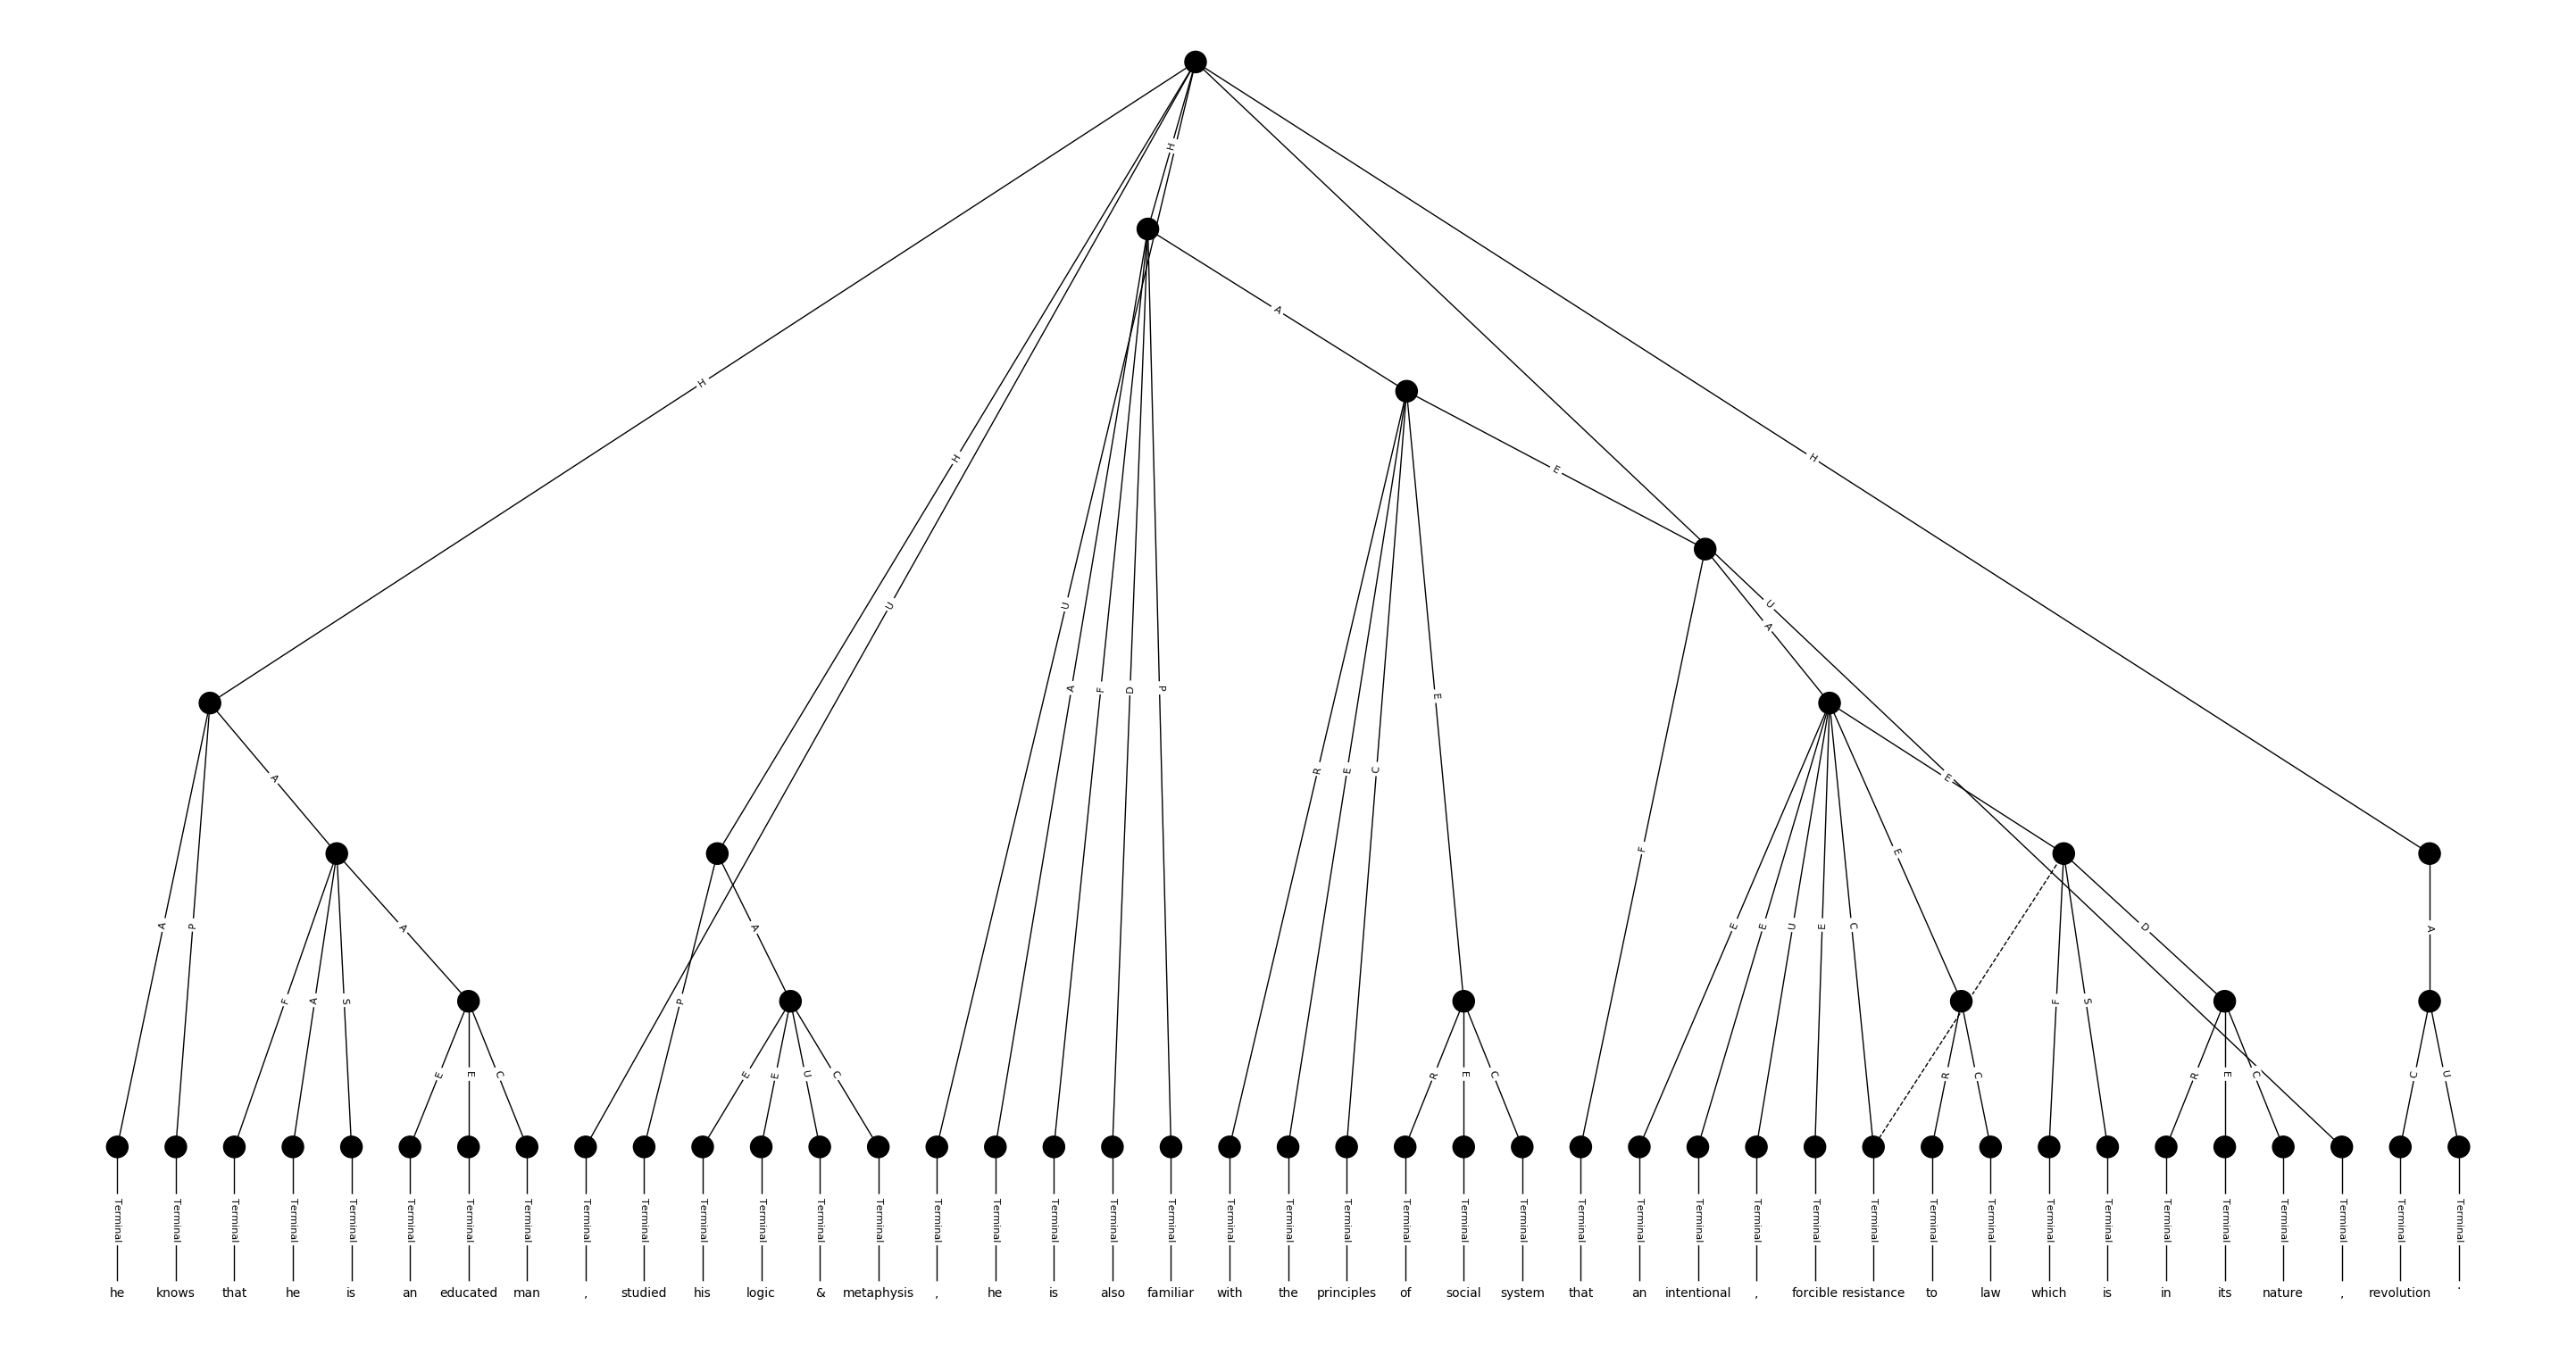 H
H
A
H
H
E
U
U
U
A
A
F
D
P
E
R
E
C
A
E
F
E
A
P
A
F
A
S
A
P
A
E
E
U
E
C
E
D
F
S
A
E
E
C
E
E
U
C
R
E
C
R
C
R
E
C
C
U
Terminal Terminal Terminal Terminal Terminal Terminal Terminal Terminal Terminal Terminal Terminal Terminal Terminal Terminal Terminal Terminal Terminal Terminal Terminal Terminal Terminal Terminal Terminal Terminal Terminal Terminal Terminal Terminal Terminal Terminal Terminal Terminal Terminal Terminal Terminal Terminal Terminal Terminal Terminal Terminal Terminal
he knows that he is an educated man , studied his logic & metaphysis , he is also familiar with the principles of social system that an intentional , forcible resistance to law which is in its nature , revolution .